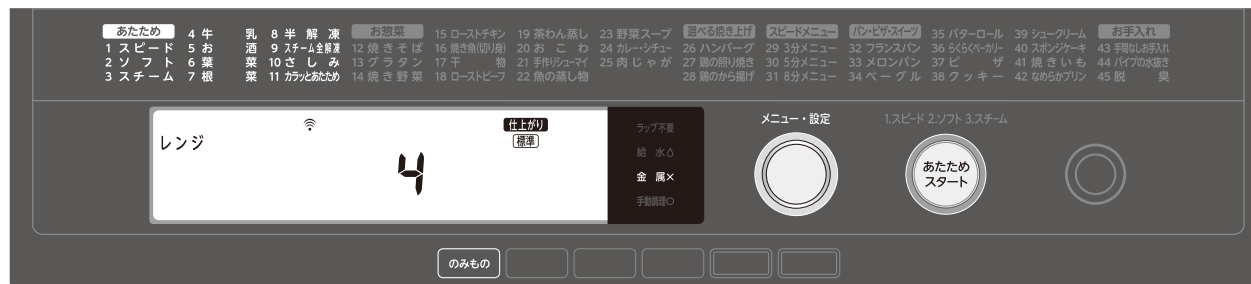 あたため 4 牛 乳 8 半 解 凍 お惣菜 15 ローストチキン 19 茶わん蒸し 23 野菜スープ 選べる焼き上げ スピードメニュー パン・ピザ・スイーツ 35 バターロール 39 シュークリーム お手入れ
1 スピード 5 お 酒 9 スチーム全解凍 12 焼きそば 16 焼き魚(切り身) 20 おこわ 24 カレー・シチュー 26 ハンバーグ 29 3分メニュー 32 フランスパン 36 らくらくベーカリー 40 スポンジケーキ 43 手間なしお手入れ
2 ソフト 6 葉 菜 10 さしみ 13 グラタン 17 干 物 21 手作りシューマイ 25 肉じゃが 27 鶏の照り焼き 30 5分メニュー 33 メロンパン 37 ピ ザ 41 焼きいも 44 パイプの水抜き
3 スチーム 7 根 菜 11 カラッとあたため 14 焼き野菜 18 ローストビーフ 22 魚の蒸し物 28 鶏のから揚げ 31 8分メニュー 34 ベーグル 38 クッキー 42 なめらかプリン 45 脱 臭
レンジ
仕上がり
標準
4
ラップ不要
給 水
金 属×
手動調理○
メニュー・設定
1.スピード 2.ソフト 3.スチーム
あたため
スタート
のみもの